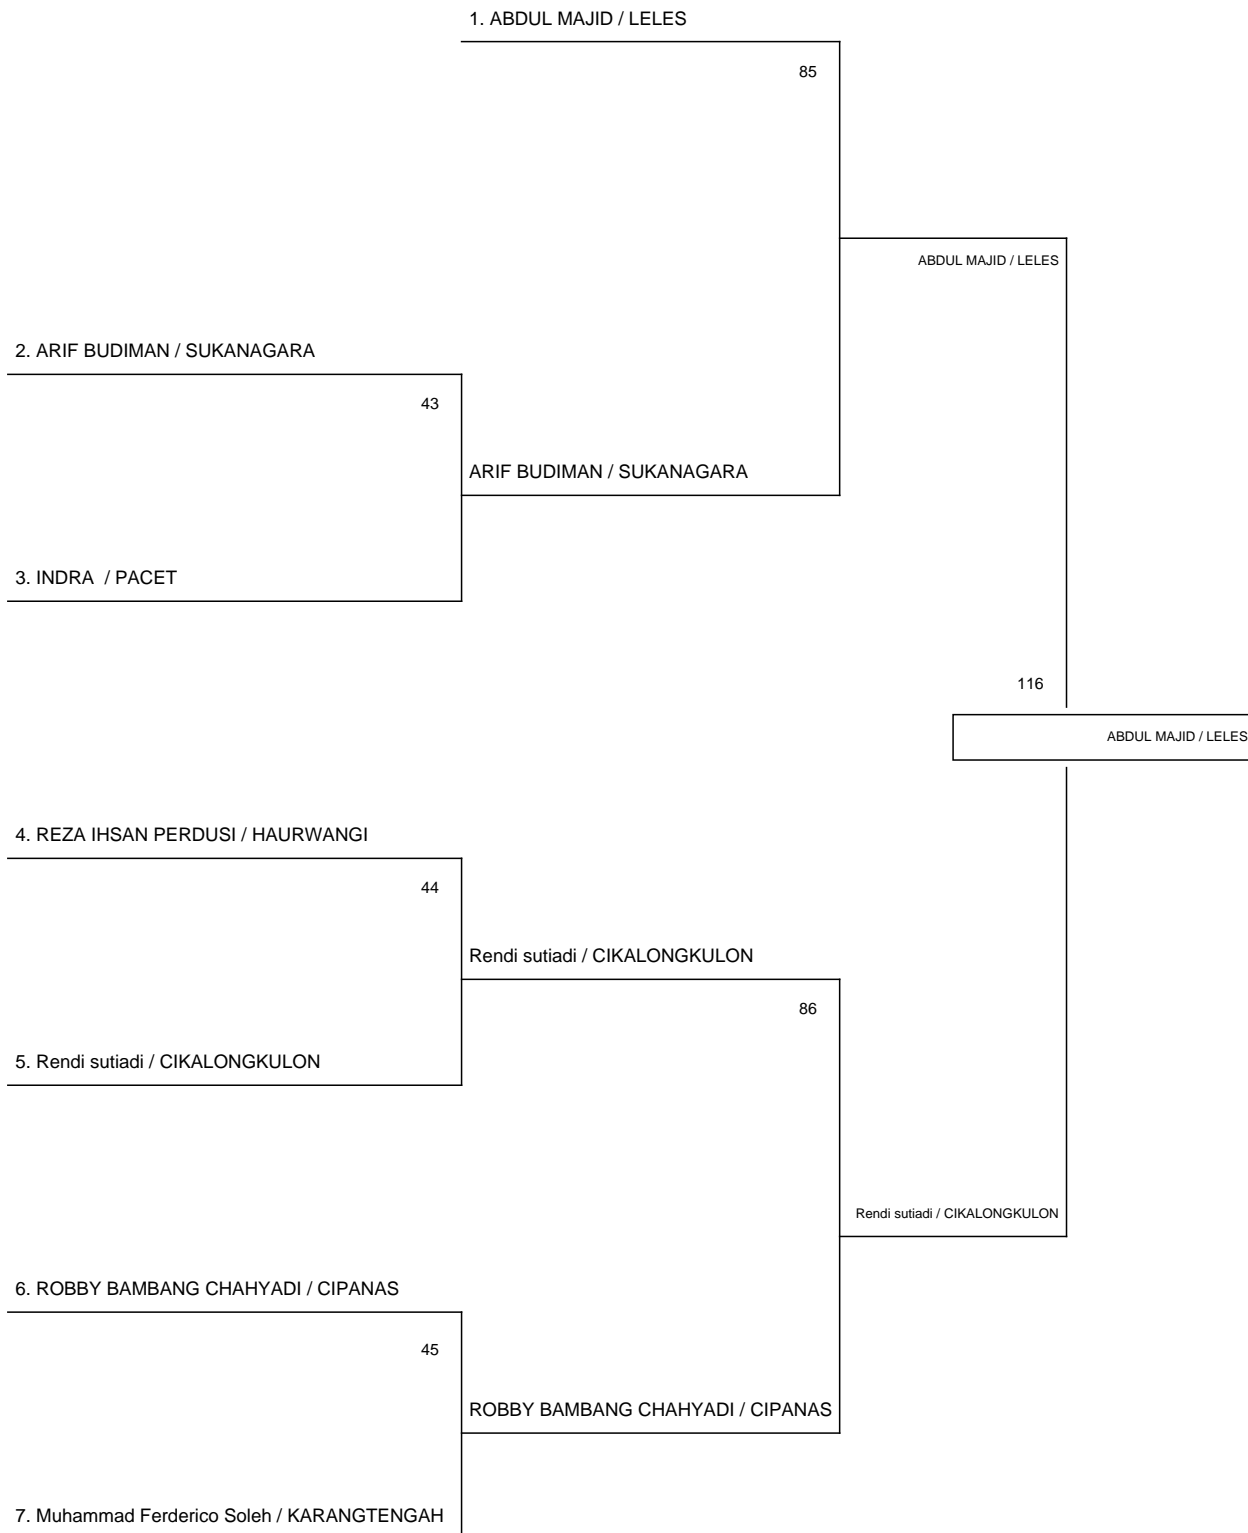 1. ABDUL MAJID / LELES
85
ABDUL MAJID / LELES
2. ARIF BUDIMAN / SUKANAGARA
43
ARIF BUDIMAN / SUKANAGARA
3. INDRA  / PACET
116
ABDUL MAJID / LELES
4. REZA IHSAN PERDUSI / HAURWANGI
44
Rendi sutiadi / CIKALONGKULON
86
5. Rendi sutiadi / CIKALONGKULON
Rendi sutiadi / CIKALONGKULON
6. ROBBY BAMBANG CHAHYADI / CIPANAS
45
ROBBY BAMBANG CHAHYADI / CIPANAS
7. Muhammad Ferderico Soleh / KARANGTENGAH